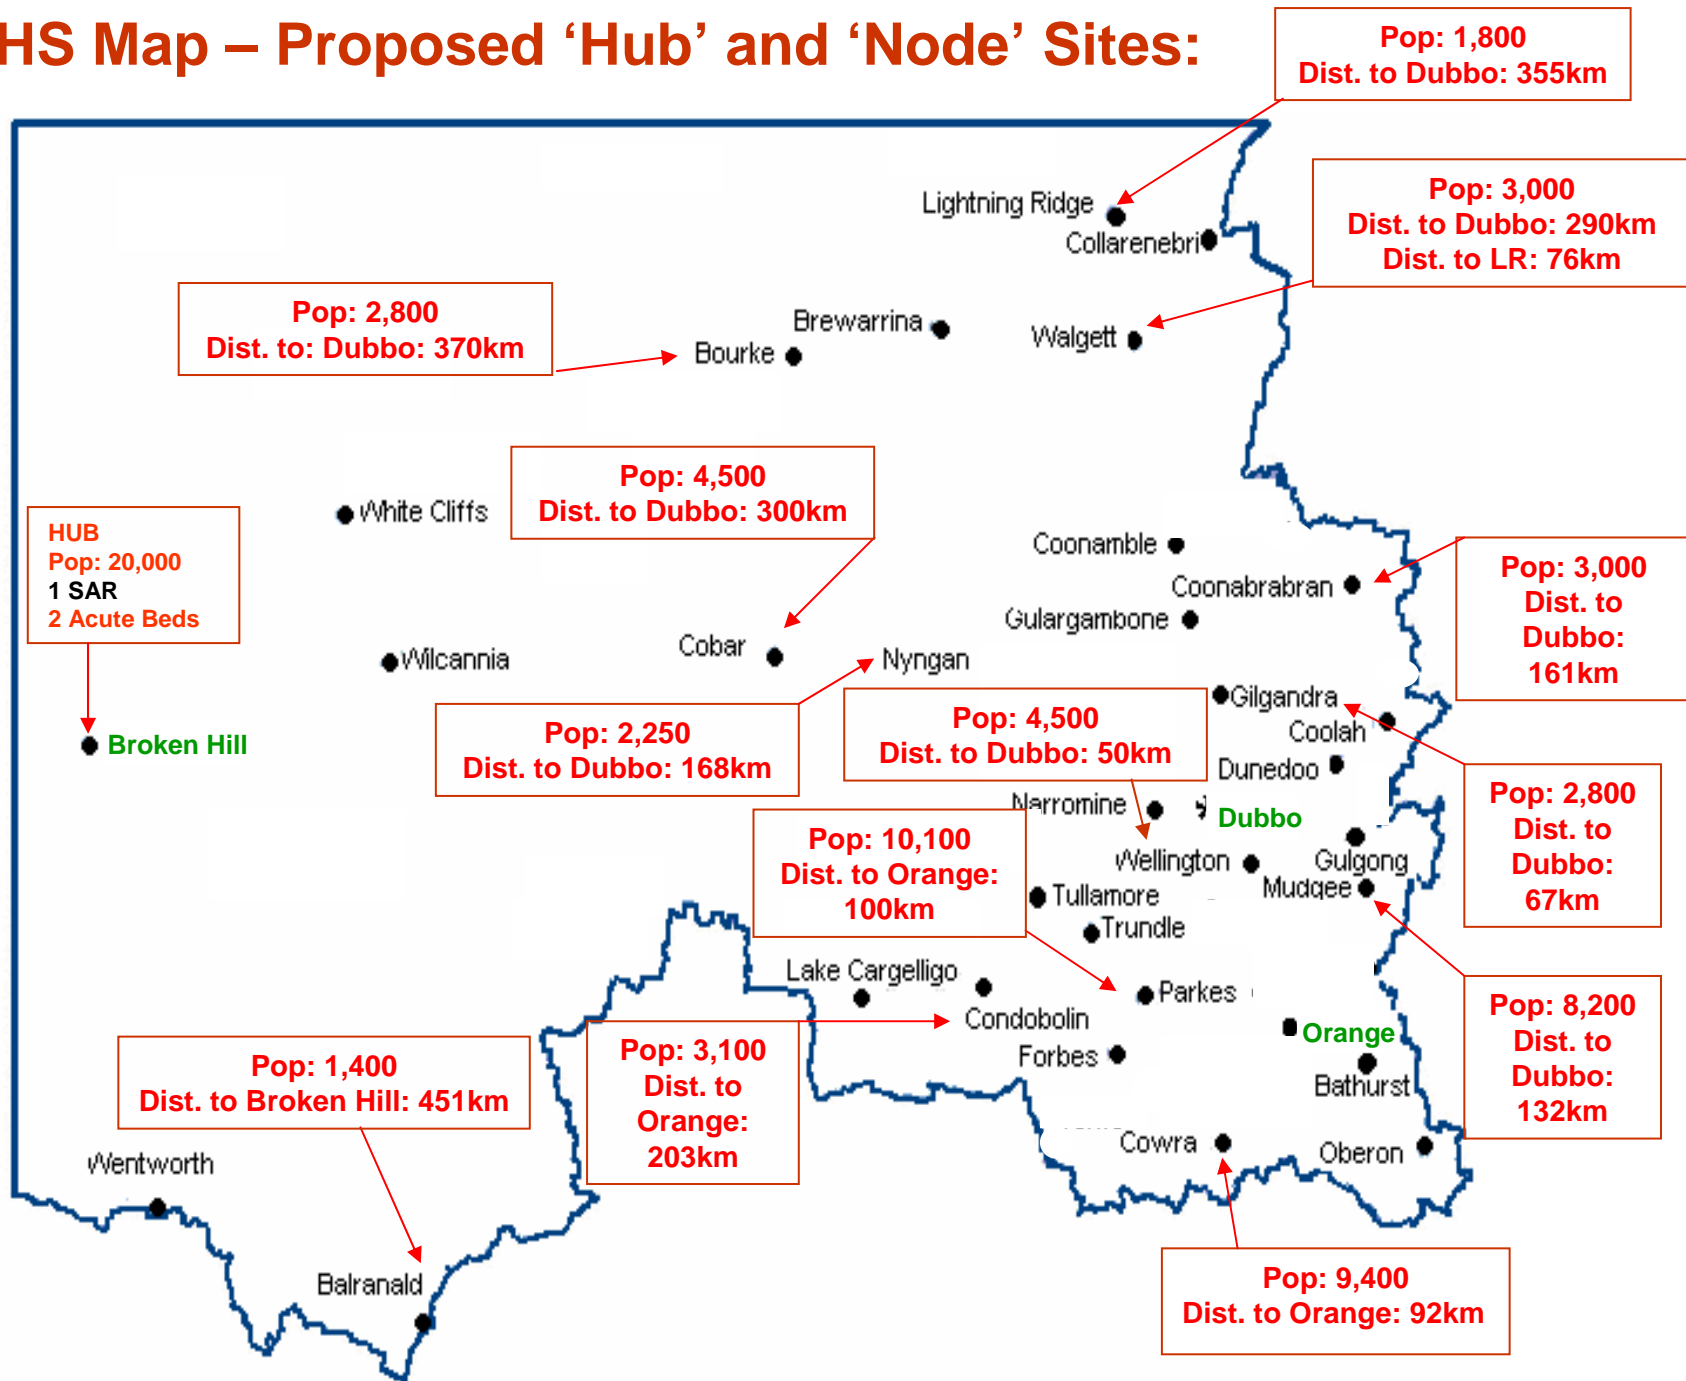 HS Map – Proposed ‘Hub’ and ‘Node’ Sites:
Pop: 1,800
Dist. to Dubbo: 355km
Pop: 3,000
Dist. to Dubbo: 290km
Dist. to LR: 76km
Lightning Ridge
Collarenebri
Pop: 2,800
Dist. to: Dubbo: 370km
Brewarrina
Bourke
Walgett
Pop: 4,500
Dist. to Dubbo: 300km
White Cliffs
HUB
Pop: 20,000
1 SAR
2 Acute Beds
Coonamble
Coonabrabran
Gulargambone
Pop: 3,000
Dist. to
Dubbo:
161km
Cobar
Nyngan
Wilcannia
Broken Hill
Pop: 2,250
Dist. to Dubbo: 168km
Pop: 4,500
Dist. to Dubbo: 50km
Gilgandra
Coolah
Dunedoo
Narromine
Dubbo
Pop: 2,800
Dist. to
Dubbo:
67km
Pop: 10,100
Dist. to Orange:
100km
Wellington
Gulgong
Mudgee
Tullamore
Trundle
Lake Cargelligo
Condobolin
Parkes
Orange
Forbes
Bathurst
Pop: 8,200
Dist. to
Dubbo:
132km
Pop: 3,100
Dist. to
Orange:
203km
Pop: 1,400
Dist. to Broken Hill: 451km
Cowra
Oberon
Wentworth
Balranald
Pop: 9,400
Dist. to Orange: 92km